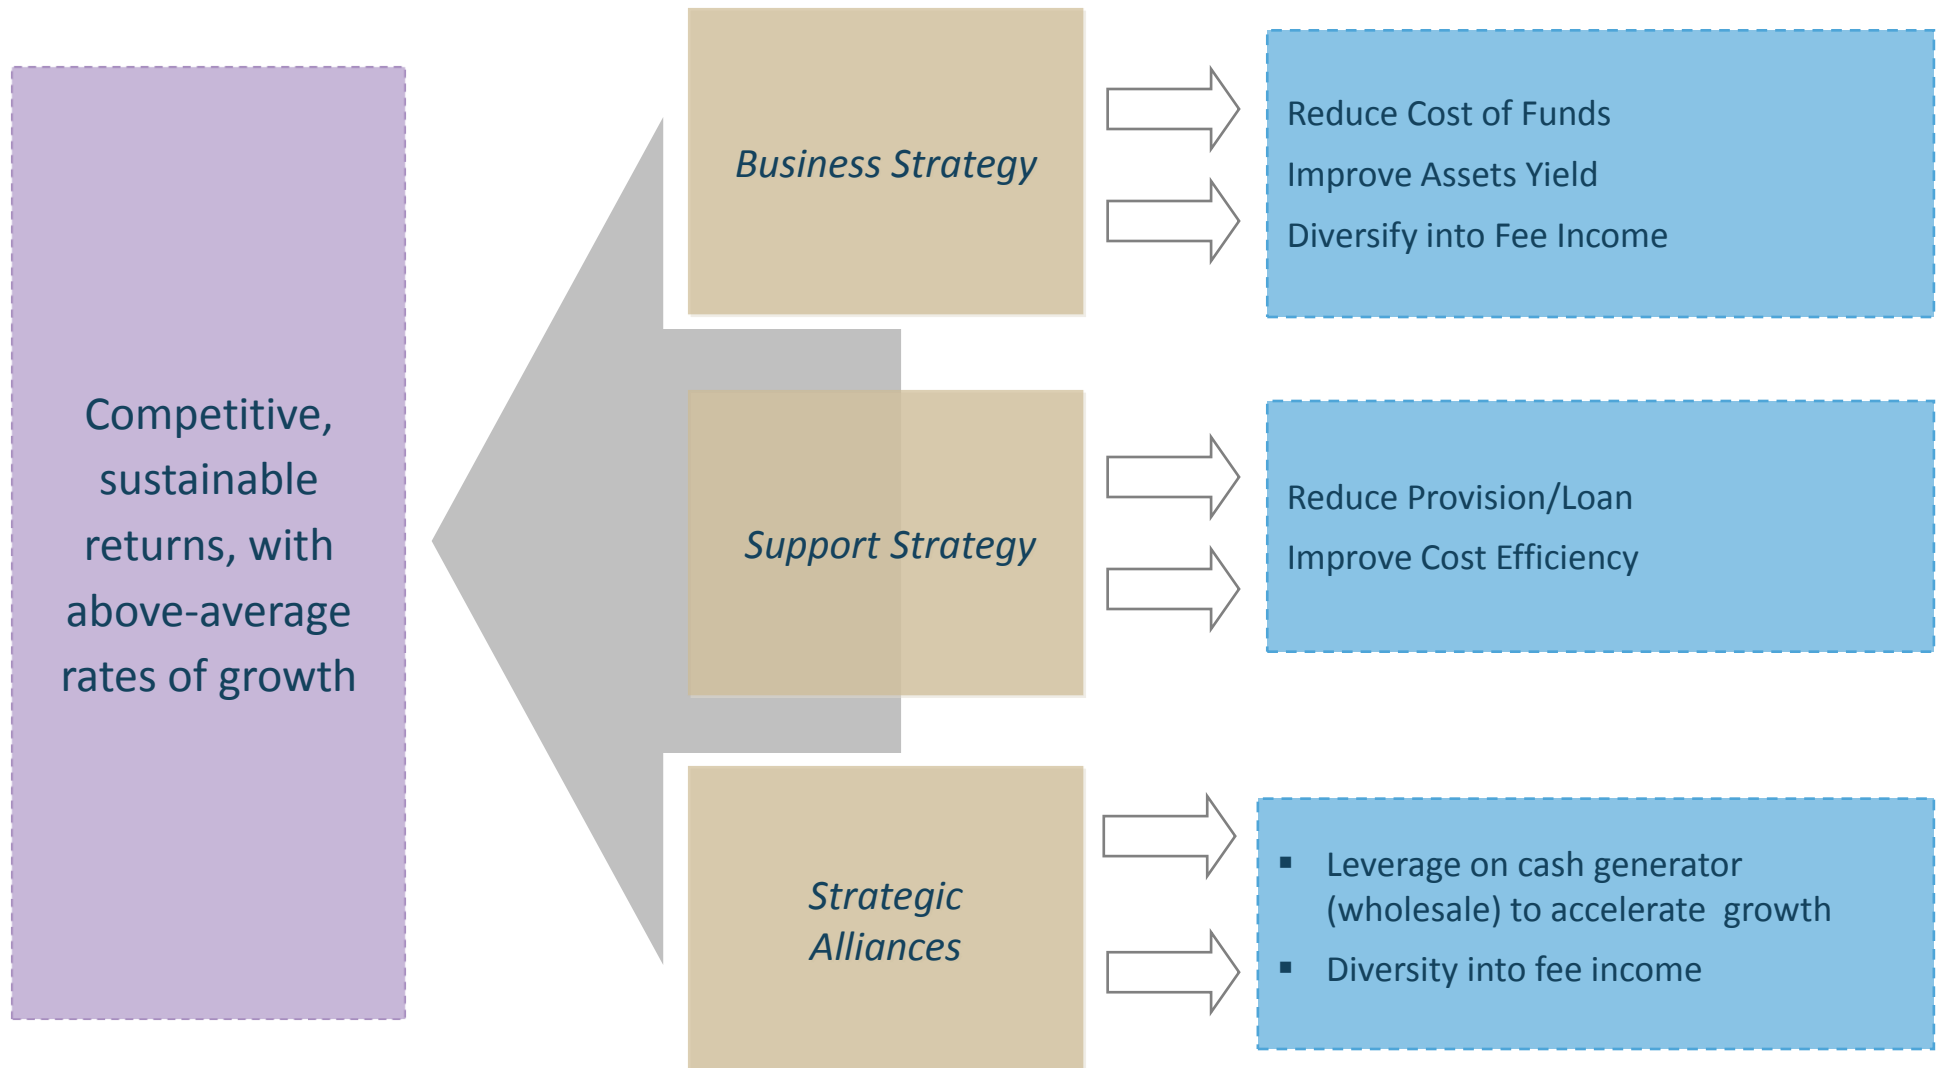 Competitive,
sustainable
returns, with
above-average
rates of growth
Business Strategy
Reduce Cost of Funds
Improve Assets Yield
Diversify into Fee Income
Support Strategy
Reduce Provision/Loan
Improve Cost Efficiency
Strategic
Alliances
▪ Leverage on cash generator
(wholesale) to accelerate growth
▪ Diversity into fee income